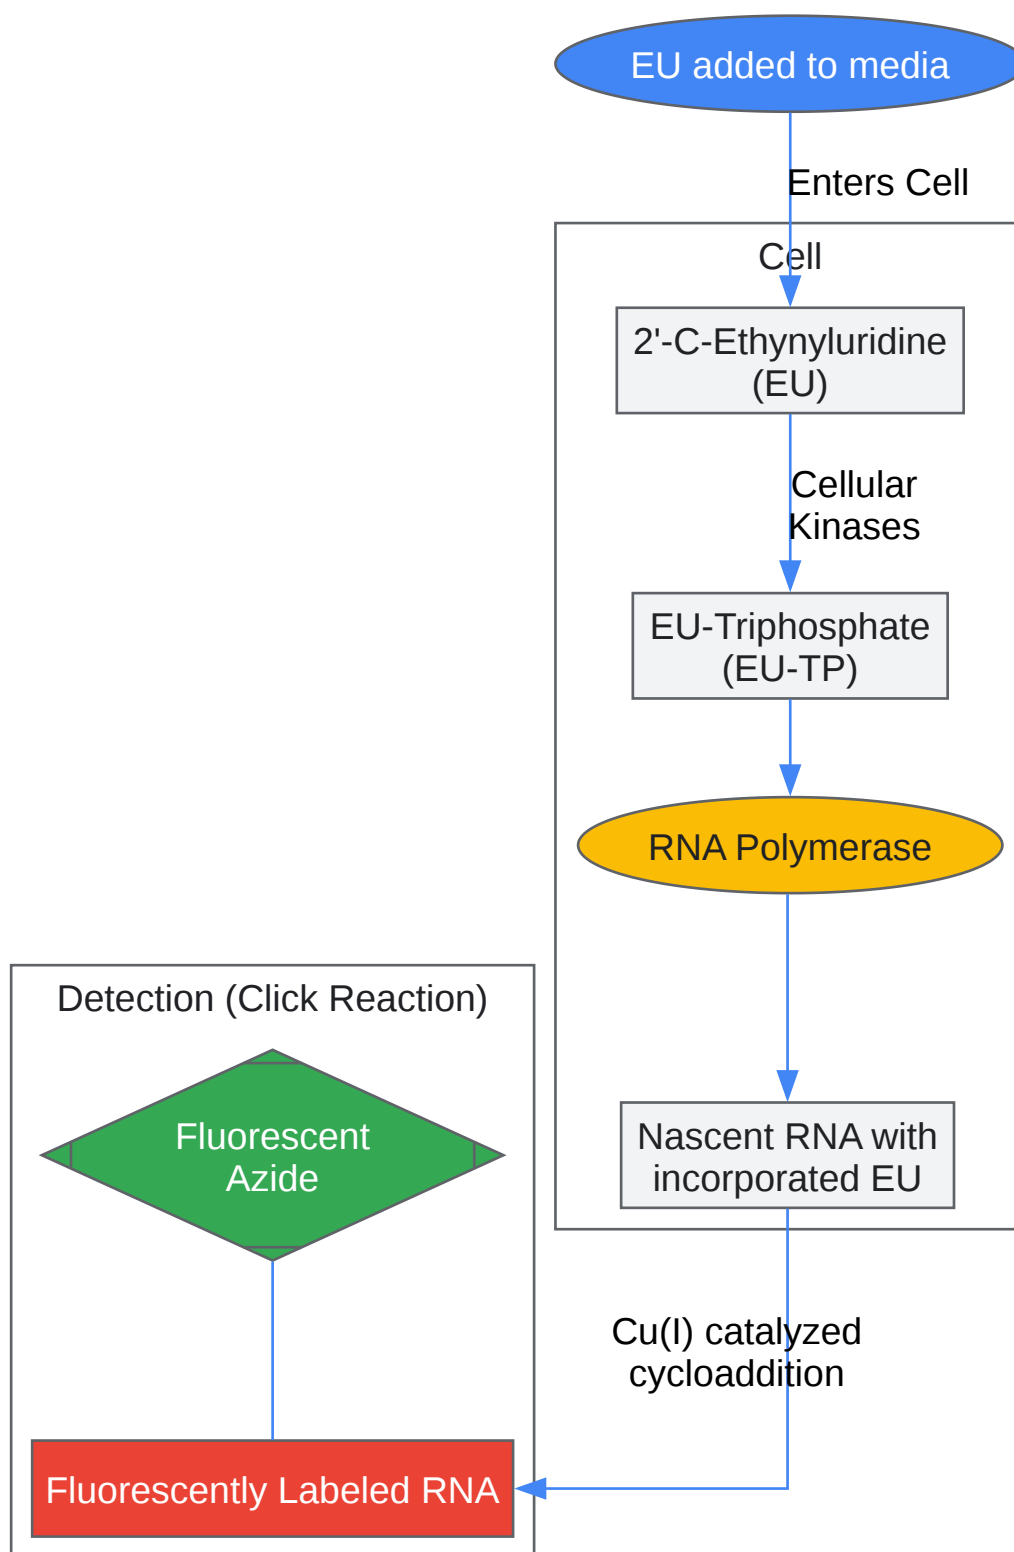 EU added to media
Enters Cell
Cell
2'-C-Ethynyluridine
(EU)
Cellular
Kinases
EU-Triphosphate
(EU-TP)
RNA Polymerase
Detection (Click Reaction)
Fluorescent
Azide
Nascent RNA with
incorporated EU
Cu(I) catalyzed
cycloaddition
Fluorescently Labeled RNA